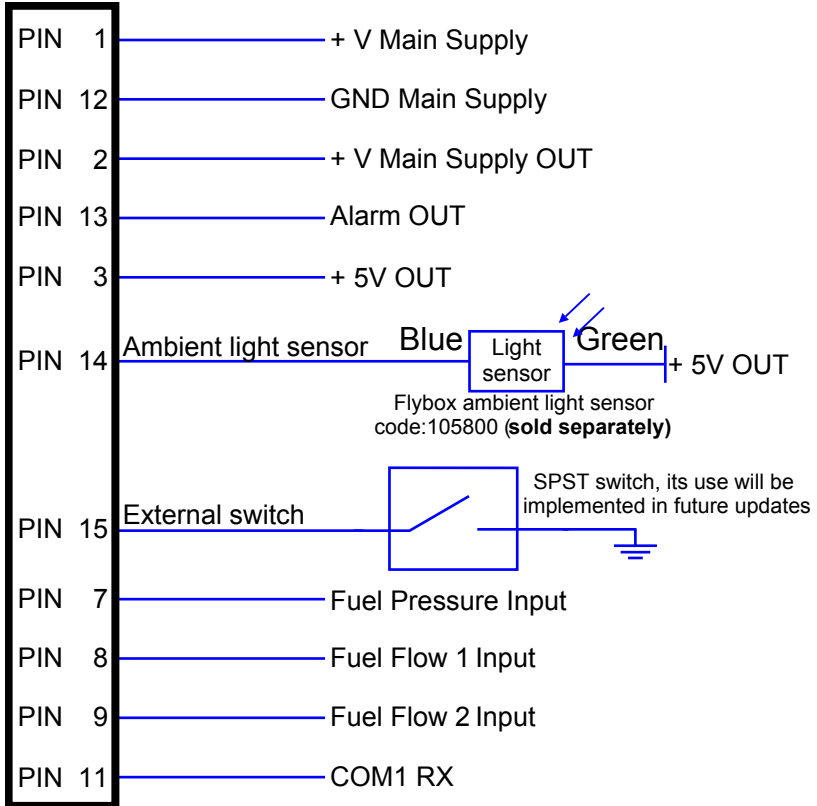 PIN 1 + V Main Supply
PIN 12 GND Main Supply
PIN 2 + V Main Supply OUT
PIN 13 Alarm OUT
PIN 3 + 5V OUT
PIN 14 Ambient light sensor Blue Light sensor Green + 5V OUT
Flybox ambient light sensor
code:105800 (sold separately)
PIN 15 External switch
SPST switch, its use will be
implemented in future updates
PIN 7 Fuel Pressure Input
PIN 8 Fuel Flow 1 Input
PIN 9 Fuel Flow 2 Input
PIN 11 COM1 RX